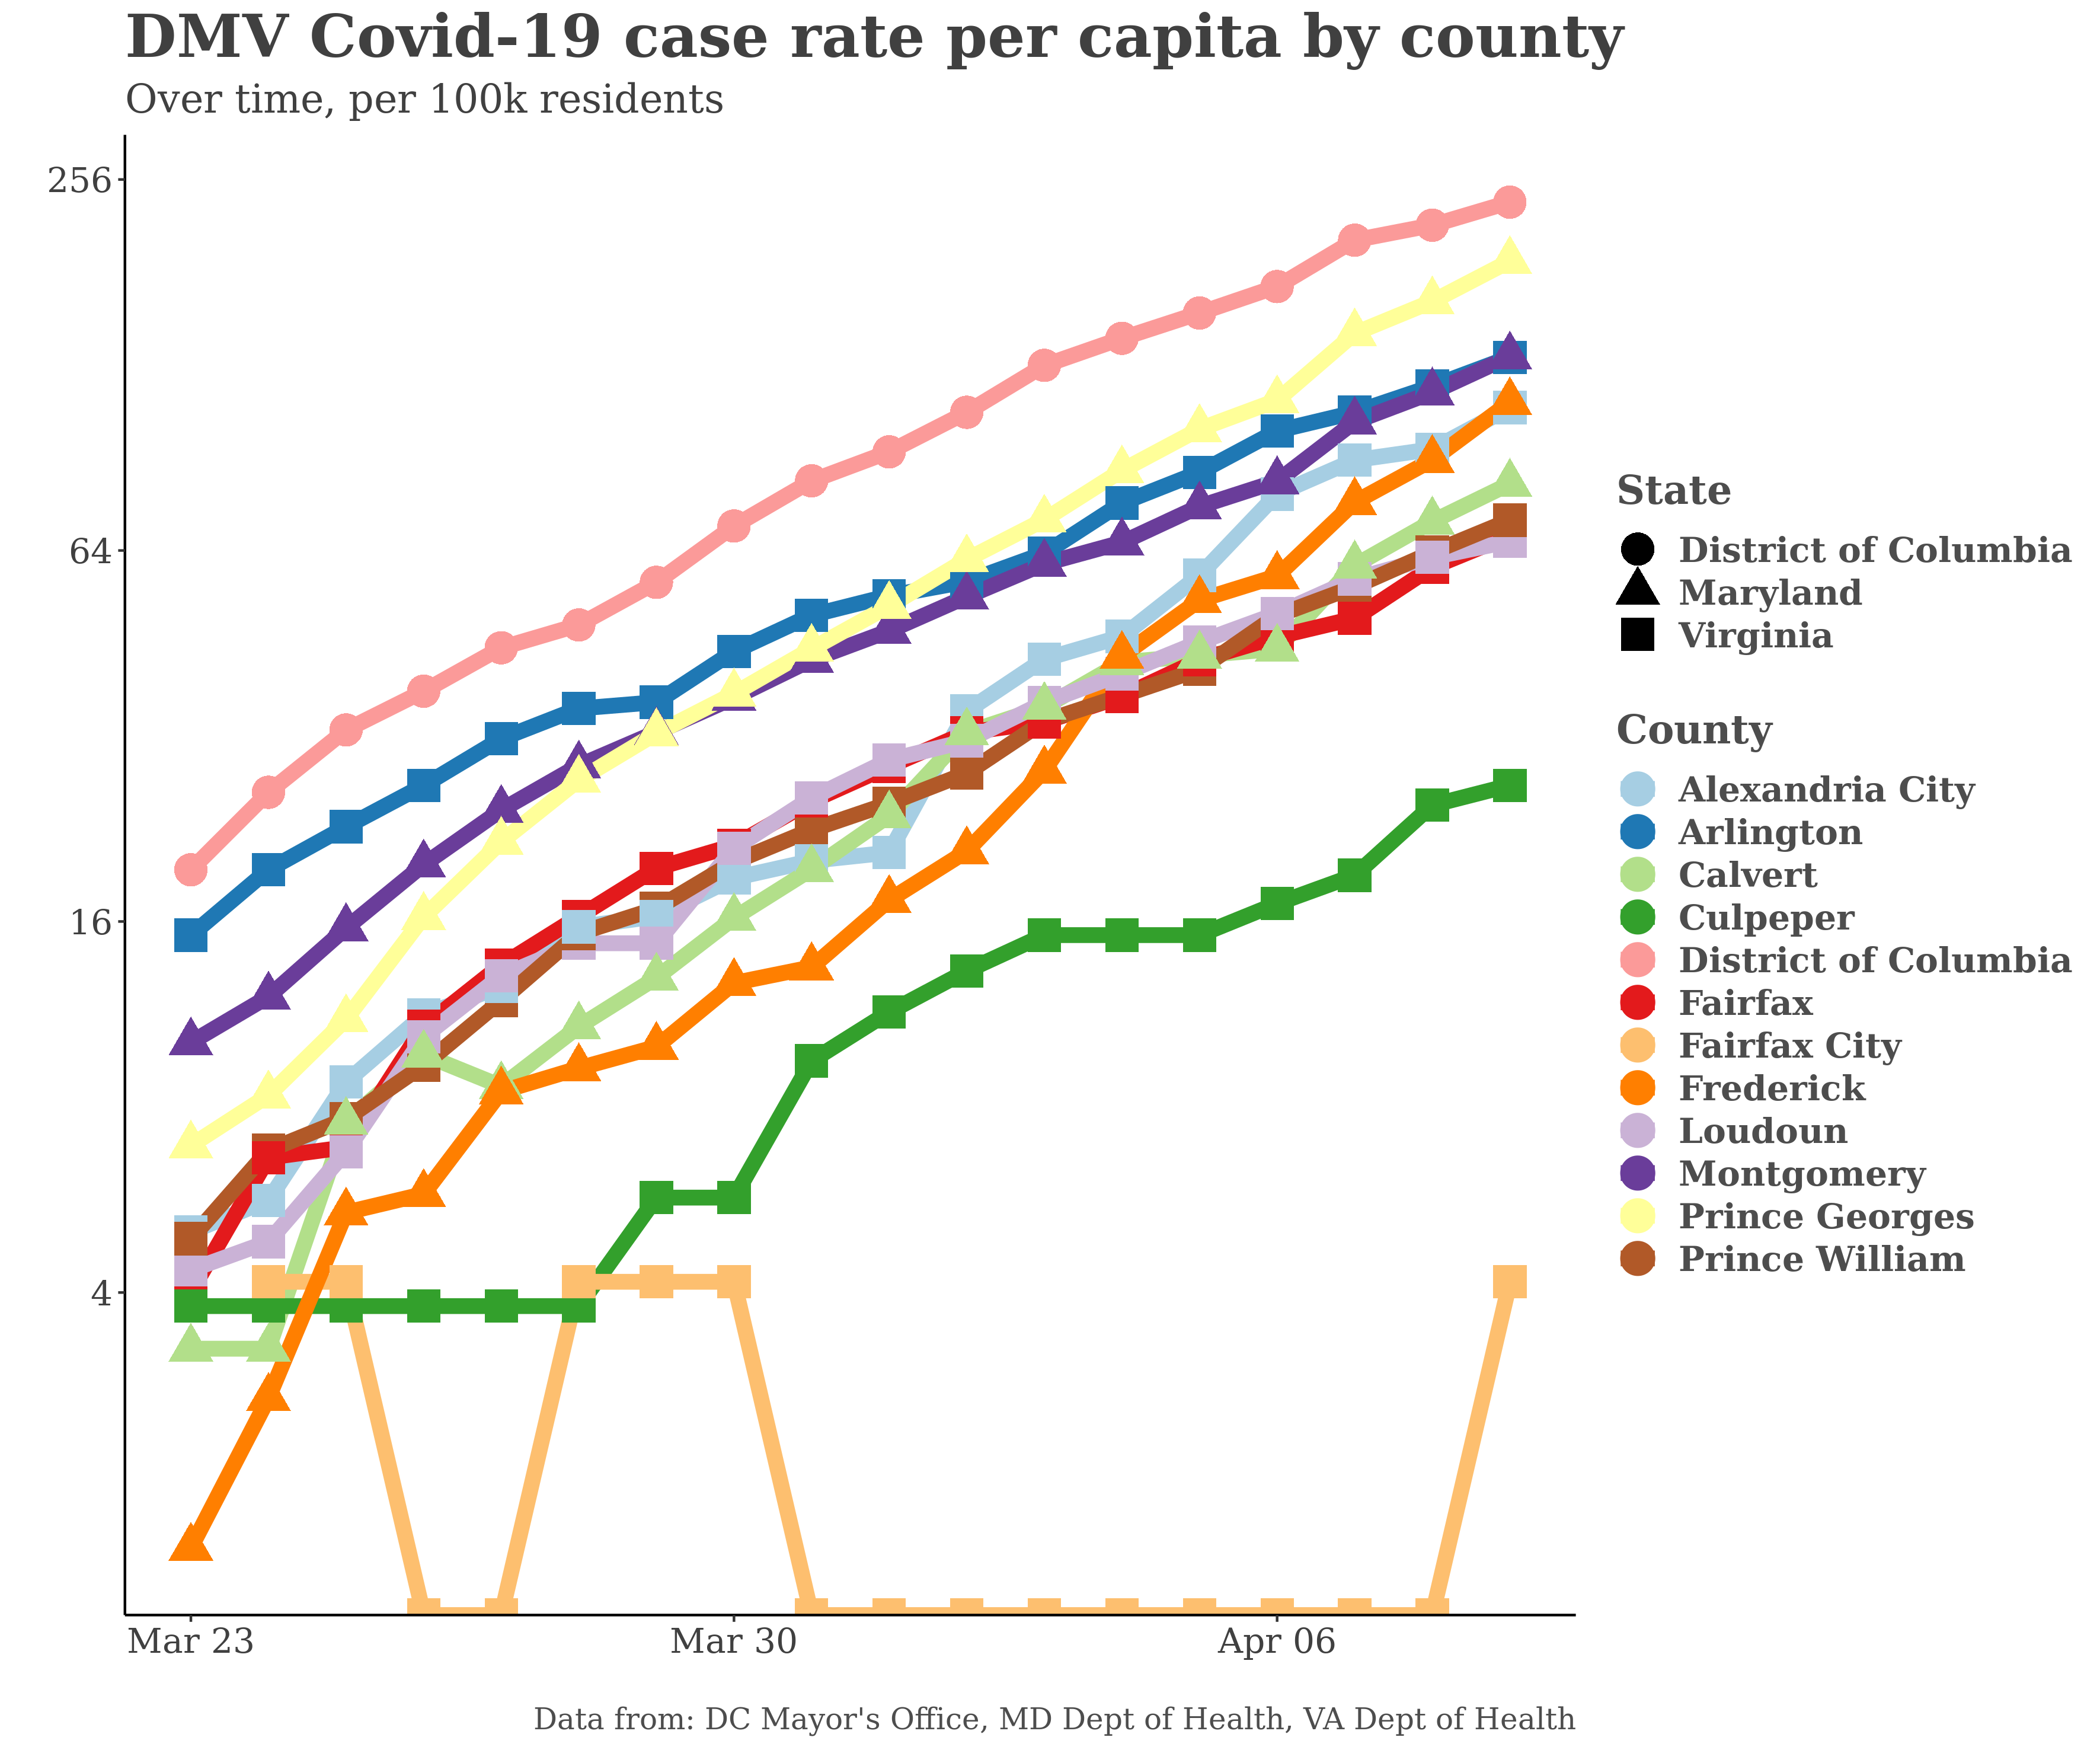 DMV Covid-19 case rate per capita by county
Over time, per 100k residents
256
64
16
4
Mar 23
Mar 30
Apr 06
State
District of Columbia
Maryland
Virginia
County
Alexandria City
Arlington
Calvert
Culpeper
District of Columbia
Fairfax
Fairfax City
Frederick
Loudoun
Montgomery
Prince Georges
Prince William
Data from: DC Mayor's Office, MD Dept of Health, VA Dept of Health